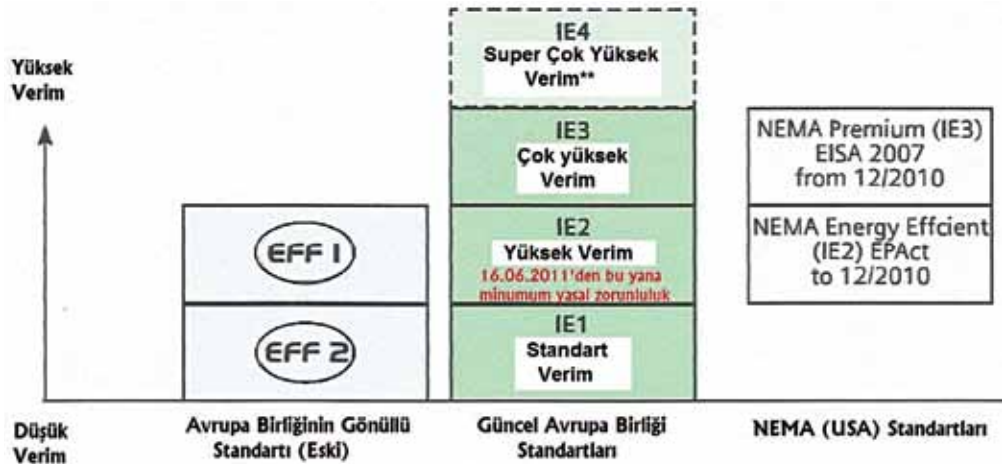 Yüksek
Verim
Düşük
Verim
EFF 1
EFF 2
Avrupa Birliğinin Gönüllü
Standartı (Eski)
IE4
Super Çok Yüksek
Verim**
IE3
Çok yüksek
Verim
IE2
Yüksek Verim
16.06.2011'den bu yana
minumum yasal zorunluluk
IE1
Standart
Verim
Güncel Avrupa Birliği
Standartları
NEMA Premium (IE3)
EISA 2007
from 12/2010
NEMA Energy Effcient
(IE2) EPAct
to 12/2010
NEMA (USA) Standartları